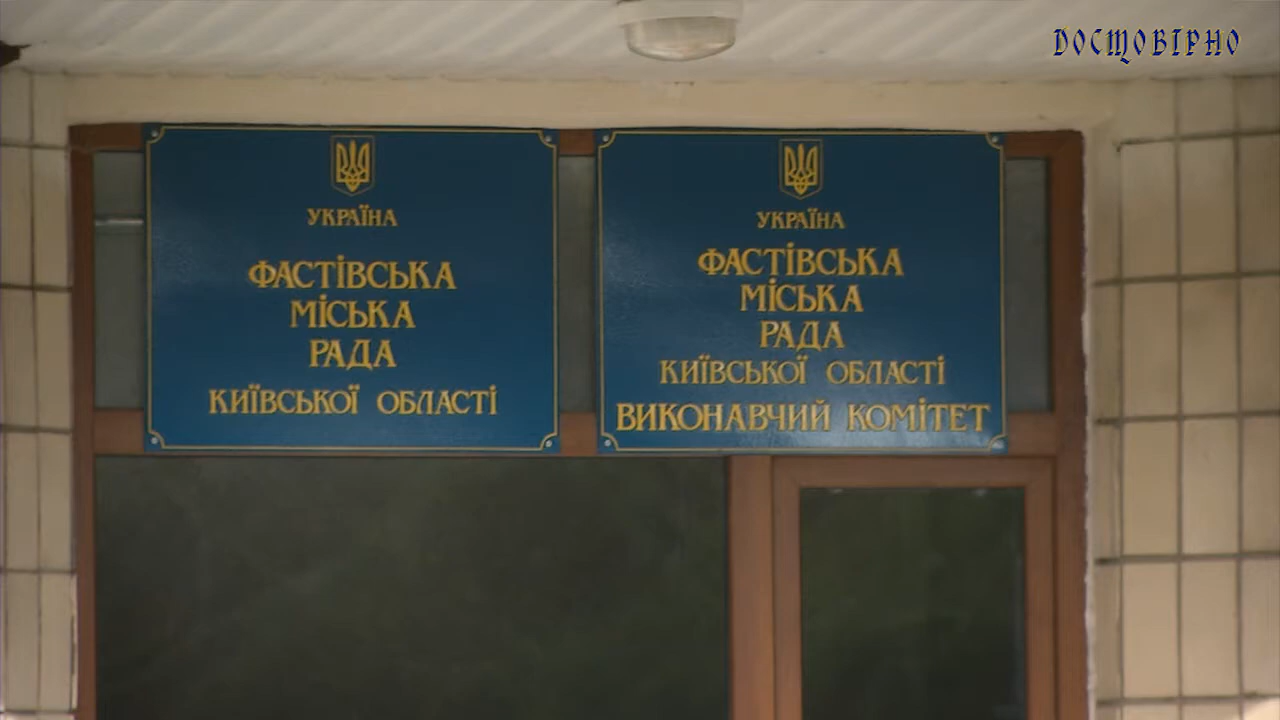 ДОСТОВІРНО
УКРАЇНА
ФАСТІВСЬКА
МІСЬКА
РАДА
КИЇВСЬКОЇ ОБЛАСТІ
УКРАЇНА
ФАСТІВСЬКА
МІСЬКА
РАДА
КИЇВСЬКОЇ ОБЛАСТІ
ВИКОНАВЧИЙ КОМІТЕТ